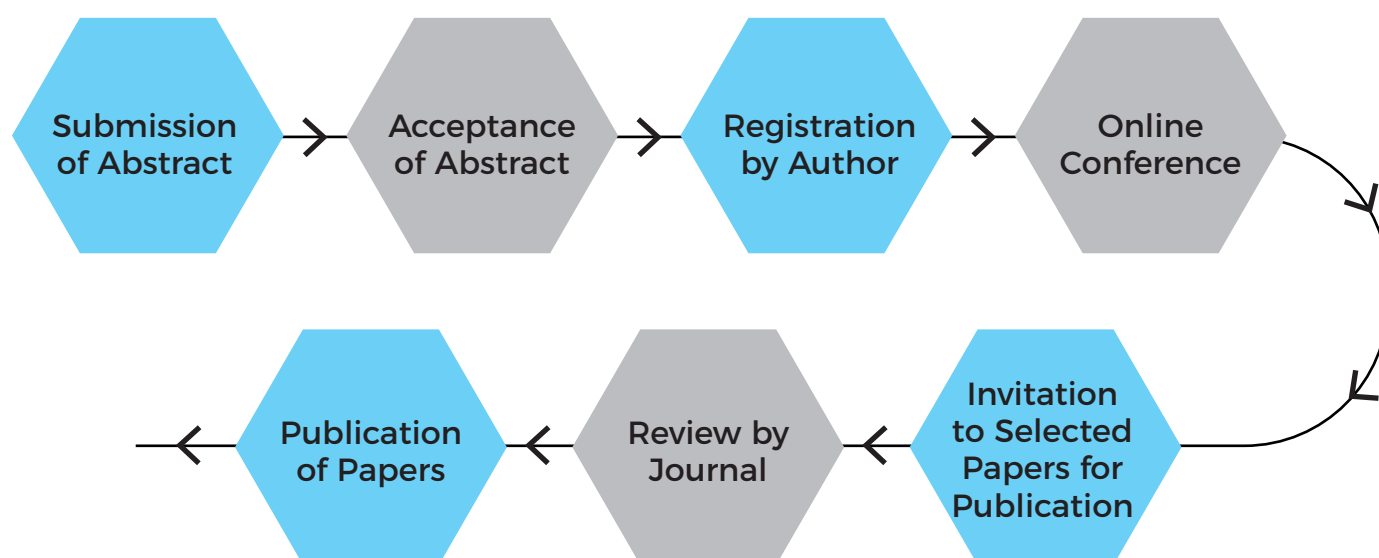 Submission
of Abstract
Acceptance
of Abstract
Registration
by Author
Online
Conference
Invitation
to Selected
Papers for
Publication
Review by
Journal
Publication
of Papers